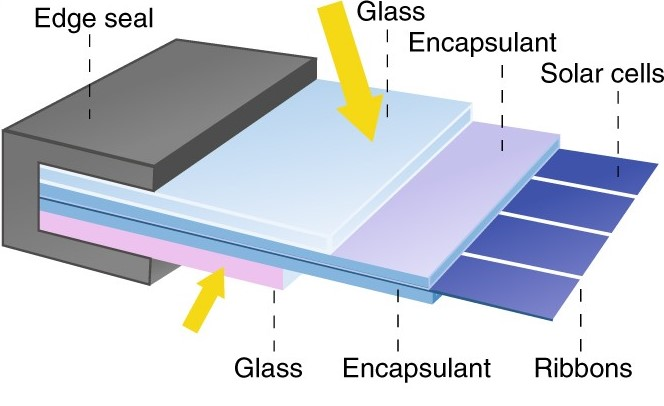 Edge seal
Glass
Encapsulant
Solar cells
Glass
Encapsulant
Ribbons